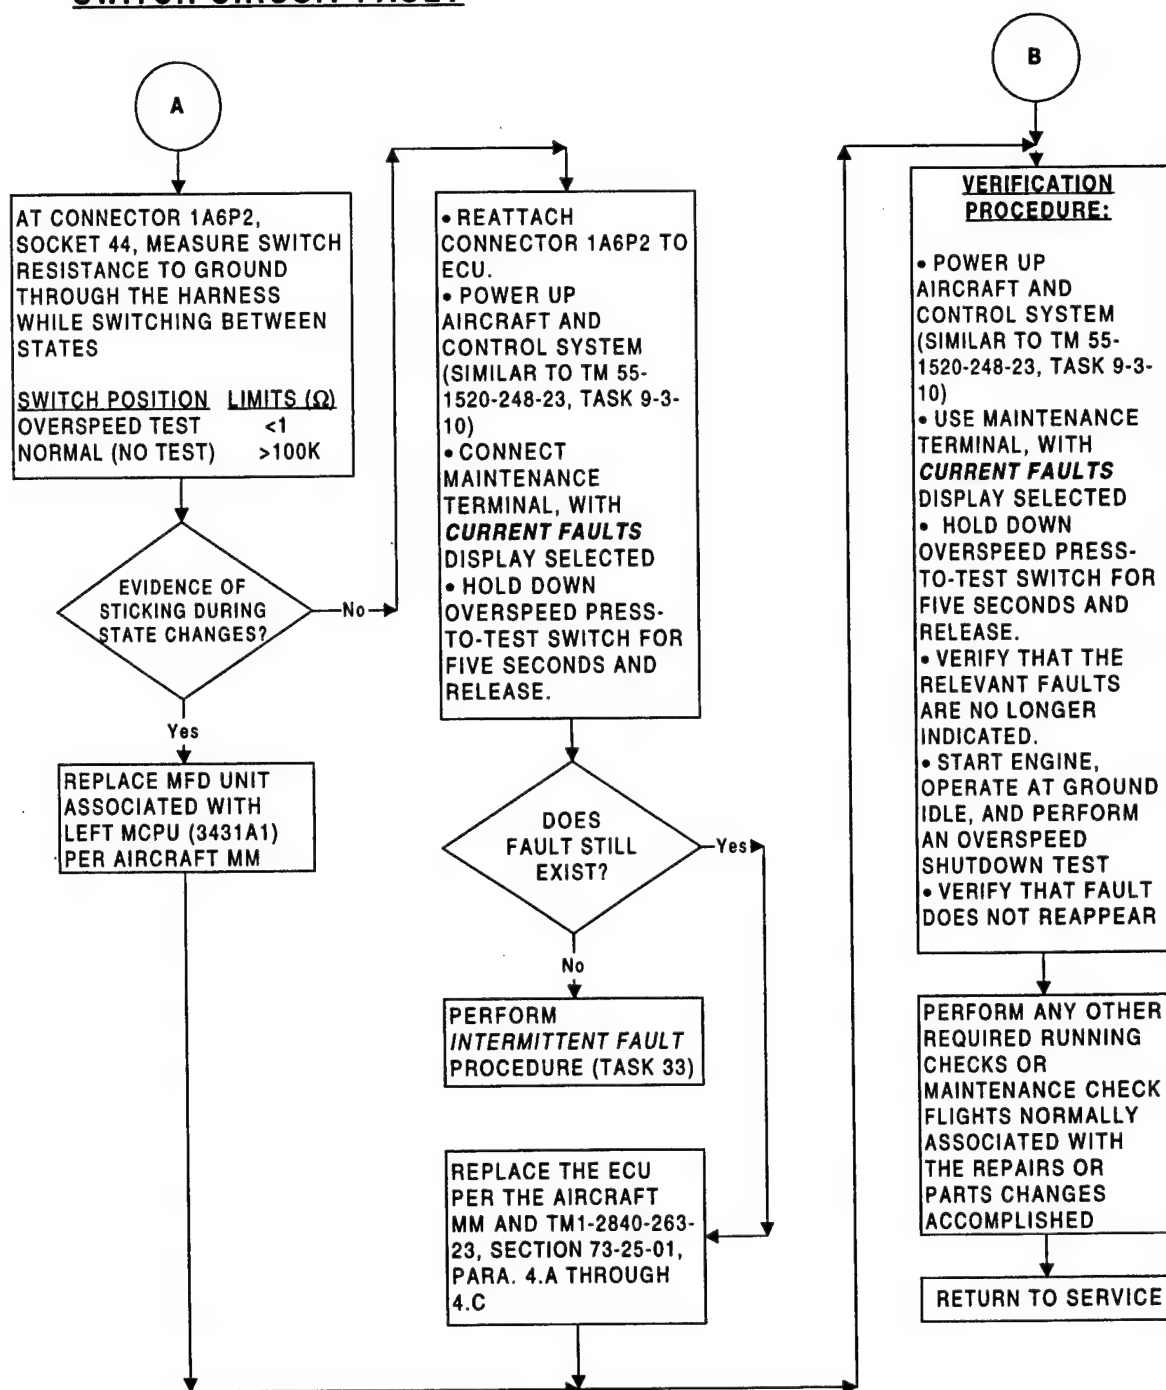 A
AT CONNECTOR 1A6P2,
SOCKET 44, MEASURE SWITCH
RESISTANCE TO GROUND
THROUGH THE HARNESS
WHILE SWITCHING BETWEEN
STATES
SWITCH POSITION LIMITS (Ω)
OVERSPEED TEST <1
NORMAL (NO TEST) >100K
EVIDENCE OF
STICKING DURING
STATE CHANGES?
No
Yes
REPLACE MFD UNIT
ASSOCIATED WITH
LEFT MCPU (3431A1)
PER AIRCRAFT MM
• REATTACH
CONNECTOR 1A6P2 TO
ECU.
• POWER UP
AIRCRAFT AND
CONTROL SYSTEM
(SIMILAR TO TM 55-
1520-248-23, TASK 9-3-
10)
• CONNECT
MAINTENANCE
TERMINAL, WITH
CURRENT FAULTS
DISPLAY SELECTED
• HOLD DOWN
OVERSPEED PRESS-
TO-TEST SWITCH FOR
FIVE SECONDS AND
RELEASE.
DOES
FAULT STILL
EXIST?
Yes
No
PERFORM
INTERMITTENT FAULT
PROCEDURE (TASK 33)
REPLACE THE ECU
PER THE AIRCRAFT
MM AND TM1-2840-263-
23, SECTION 73-25-01,
PARA. 4.A THROUGH
4.C
B
VERIFICATION
PROCEDURE:
• POWER UP
AIRCRAFT AND
CONTROL SYSTEM
(SIMILAR TO TM 55-
1520-248-23, TASK 9-3-
10)
• USE MAINTENANCE
TERMINAL, WITH
CURRENT FAULTS
DISPLAY SELECTED
• HOLD DOWN
OVERSPEED PRESS-
TO-TEST SWITCH FOR
FIVE SECONDS AND
RELEASE.
• VERIFY THAT THE
RELEVANT FAULTS
ARE NO LONGER
INDICATED.
• START ENGINE,
OPERATE AT GROUND
IDLE, AND PERFORM
AN OVERSPEED
SHUTDOWN TEST
• VERIFY THAT FAULT
DOES NOT REAPPEAR
PERFORM ANY OTHER
REQUIRED RUNNING
CHECKS OR
MAINTENANCE CHECK
FLIGHTS NORMALLY
ASSOCIATED WITH
THE REPAIRS OR
PARTS CHANGES
ACCOMPLISHED
RETURN TO SERVICE